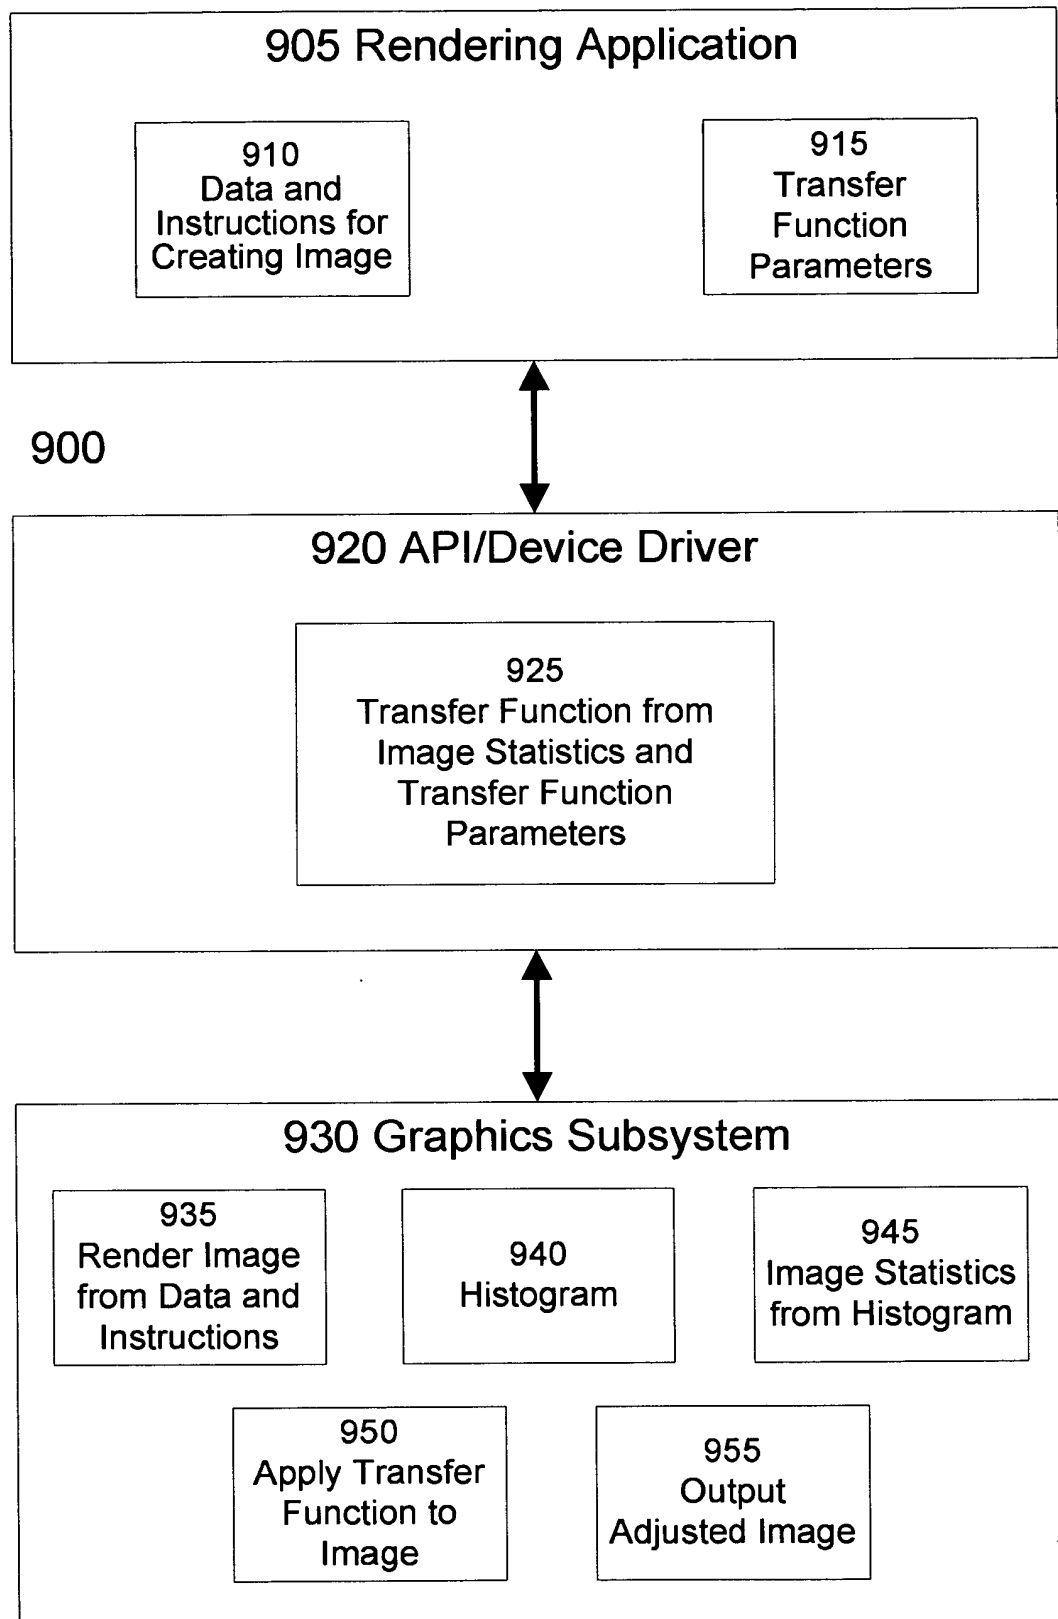 905 Rendering Application
910
Data and
Instructions for
Creating Image
915
Transfer
Function
Parameters
900
920 API/Device Driver
925
Transfer Function from
Image Statistics and
Transfer Function
Parameters
930 Graphics Subsystem
935
Render Image
from Data and
Instructions
940
Histogram
945
Image Statistics
from Histogram
950
Apply Transfer
Function to
Image
955
Output
Adjusted Image